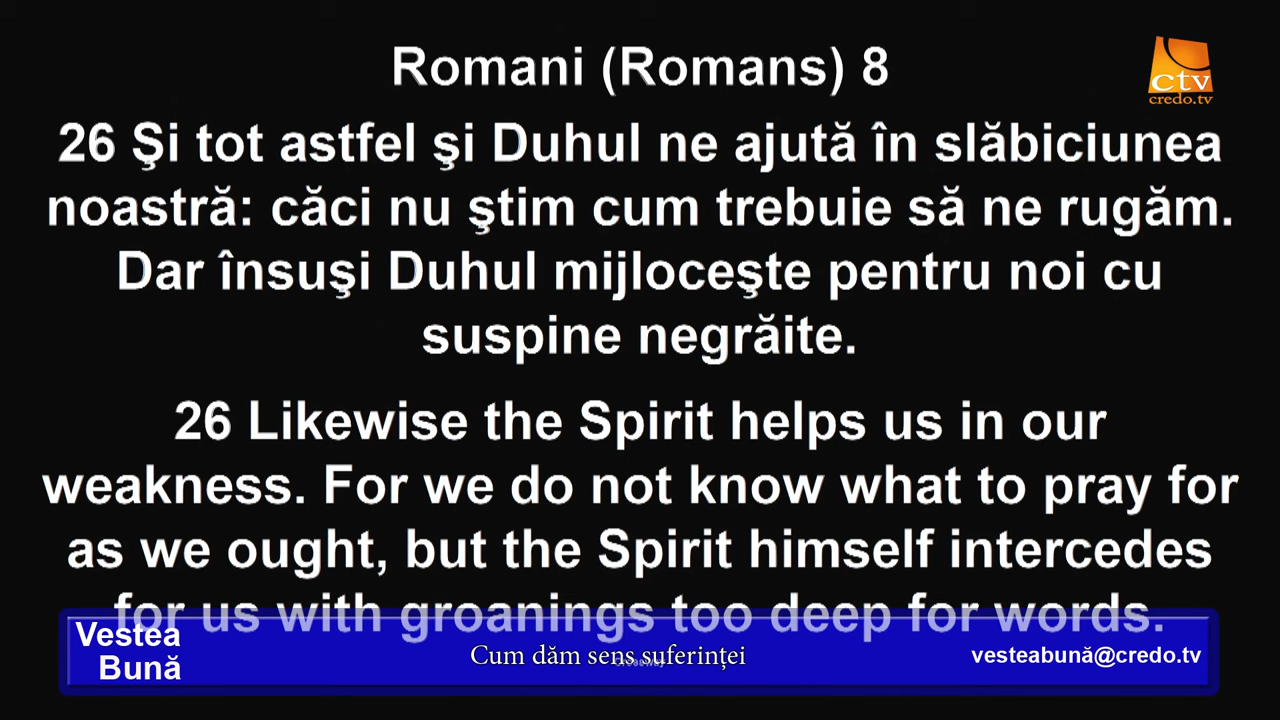 Romani (Romans) 8
ctv
credo.tv
26 Şi tot astfel şi Duhul ne ajută în slăbiciunea
noastră: căci nu ştim cum trebuie să ne rugăm.
Dar însuşi Duhul mijloceşte pentru noi cu
suspine negrăite.
26 Likewise the Spirit helps us in our
weakness. For we do not know what to pray for
as we ought, but the Spirit himself intercedes
for us with groanings too deep for words.
Vestea
Bună
Cum dăm sens suferinței
vesteabună@credo.tv